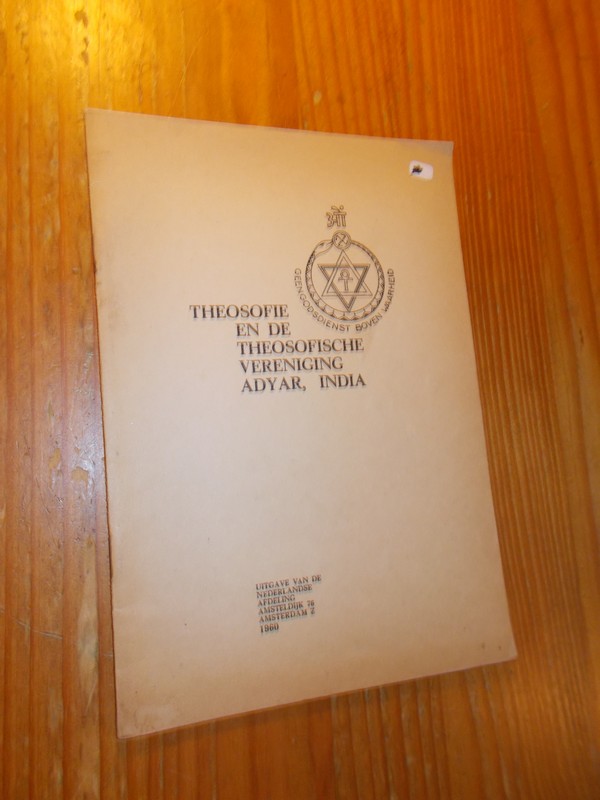 ओं
GEEN GODSDIENST BOVEN WAARHEID
THEOSOFIE
EN DE
THEOSOFISCHE
VERENIGING
ADYAR, INDIA
UITGAVE VAN DE
NEDERLANDSE
AFDELING
AMSTELDIJK 76
AMSTERDAM Z
1960